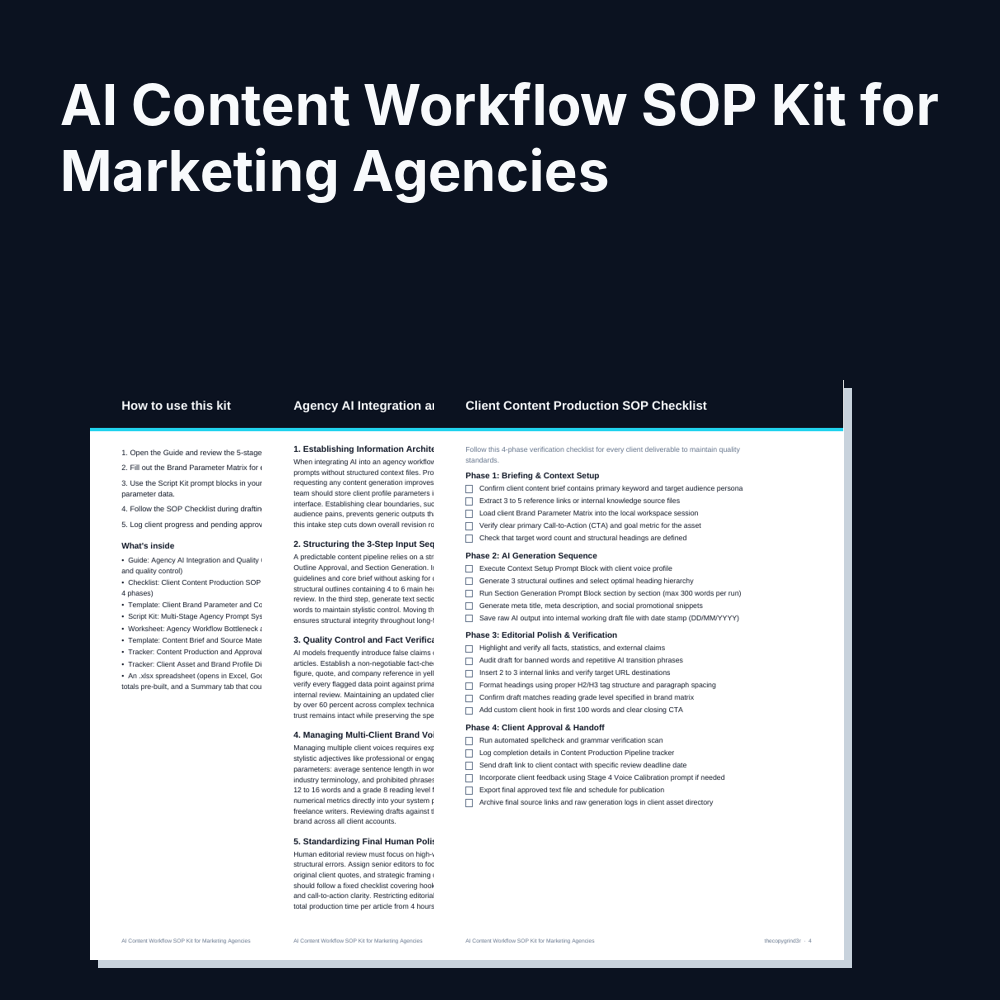 AI Content Workflow SOP Kit for
Marketing Agencies
How to use this kit
1. Open the Guide and review the 5-stage
2. Fill out the Brand Parameter Matrix for
3. Use the Script Kit prompt blocks in your
parameter data.
4. Follow the SOP Checklist during draftin
5. Log client progress and pending approv
What's inside
• Guide: Agency AI Integration and Quality
and quality control)
• Checklist: Client Content Production SOP
4 phases)
• Template: Client Brand Parameter and Co
• Script Kit: Multi-Stage Agency Prompt Sys
• Worksheet: Agency Workflow Bottleneck
• Template: Content Brief and Source Mate
• Tracker: Content Production and Approval
• Tracker: Client Asset and Brand Profile Di
• An .xlsx spreadsheet (opens in Excel, Goo
totals pre-built, and a Summary tab that cou
AI Content Workflow SOP Kit for Marketing Agencies
Agency AI Integration
1. Establishing Information Archite
When integrating AI into an agency workflow
prompts without structured context files. Pro
requesting any content generation improves
team should store client profile parameters
interface. Establishing clear boundaries, suc
audience pains, prevents generic outputs
this intake step cuts down overall revision
2. Structuring the 3-Step Input Seq
A predictable content pipeline relies on a
Outline Approval, and Section Generation.
guidelines and core brief without asking for
structural outlines containing 4 to 6 main
review. In the third step, generate text section
words to maintain stylistic control. Moving
ensures structural integrity throughout long-
3. Quality Control and Fact Verifica
AI models frequently introduce false claims
articles. Establish a non-negotiable fact-che
figure, quote, and company reference in
verify every flagged data point against
internal review. Maintaining an updated
by over 60 percent across complex technica
trust remains intact while preserving the
4. Managing Multi-Client Brand Voi
Managing multiple client voices requires
stylistic adjectives like professional or engag
parameters: average sentence length in
industry terminology, and prohibited phrases
12 to 16 words and a grade 8 reading level
numerical metrics directly into your system
freelance writers. Reviewing drafts against
brand across all client accounts.
5. Standardizing Final Human Polis
Human editorial review must focus on high-
structural errors. Assign senior editors to
original client quotes, and strategic framing
should follow a fixed checklist covering hook
and call-to-action clarity. Restricting editorial
total production time per article from 4 hours
AI Content Workflow SOP Kit for Marketing Agencies
Client Content Production SOP Checklist
Follow this 4-phase verification checklist for every client deliverable to maintain quality
standards.
Phase 1: Briefing & Context Setup
Confirm client content brief contains primary keyword and target audience persona
Extract 3 to 5 reference links or internal knowledge source files
Load client Brand Parameter Matrix into the local workspace session
Verify clear primary Call-to-Action (CTA) and goal metric for the asset
Check that target word count and structural headings are defined
Phase 2: AI Generation Sequence
Execute Context Setup Prompt Block with client voice profile
Generate 3 structural outlines and select optimal heading hierarchy
Run Section Generation Prompt Block section by section (max 300 words per run)
Generate meta title, meta description, and social promotional snippets
Save raw AI output into internal working draft file with date stamp (DD/MM/YYYY)
Phase 3: Editorial Polish & Verification
Highlight and verify all facts, statistics, and external claims
Audit draft for banned words and repetitive AI transition phrases
Insert 2 to 3 internal links and verify target URL destinations
Format headings using proper H2/H3 tag structure and paragraph spacing
Confirm draft matches reading grade level specified in brand matrix
Add custom client hook in first 100 words and clear closing CTA
Phase 4: Client Approval & Handoff
Run automated spellcheck and grammar verification scan
Log completion details in Content Production Pipeline tracker
Send draft link to client contact with specific review deadline date
Incorporate client feedback using Stage 4 Voice Calibration prompt if needed
Export final approved text file and schedule for publication
Archive final source links and raw generation logs in client asset directory
AI Content Workflow SOP Kit for Marketing Agencies
thecopygrind3r · 4